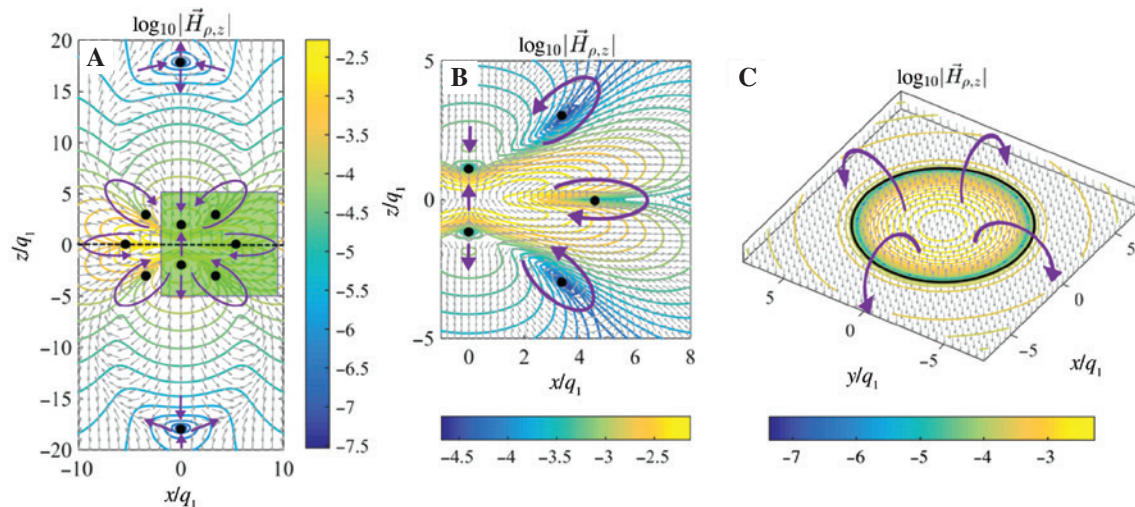 log₁₀|H⃗ρ,z|
A
20
15
10
5
0
−5
−10
−15
−20
z/q₁
−10
0
10
x/q₁
−2.5
−3
−3.5
−4
−4.5
−5
−5.5
−6
−6.5
−7
−7.5
log₁₀|H⃗ρ,z|
B
5
0
−5
z/q₁
0 2 4 6 8
x/q₁
−4.5 −4 −3.5 −3 −2.5
C
log₁₀|H⃗ρ,z|
5
0
−5
y/q₁
5
0
−5
x/q₁
−7 −6 −5 −4 −3